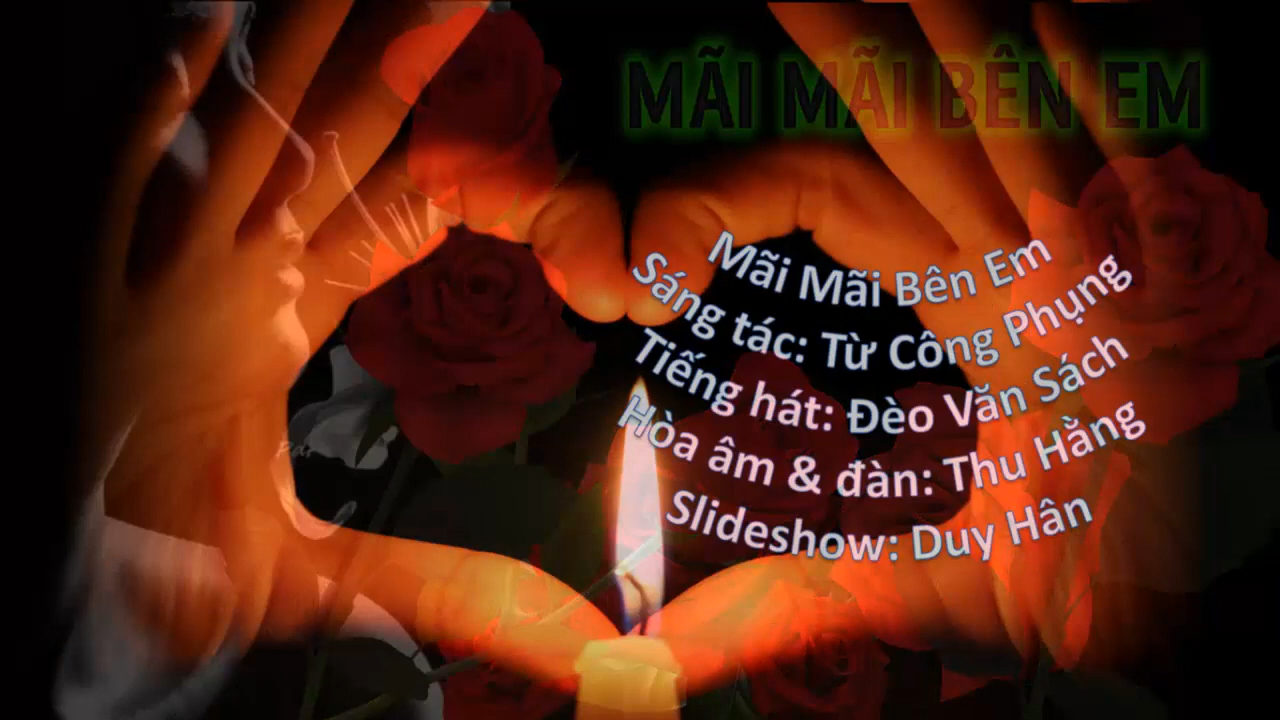 MÃI MÃI BÊN EM
Mãi Mãi Bên Em
Sáng tác: Từ Công Phụng
Tiếng hát: Đèo Văn Sách
Hòa âm & đàn: Thu Hằng
Slideshow: Duy Hân